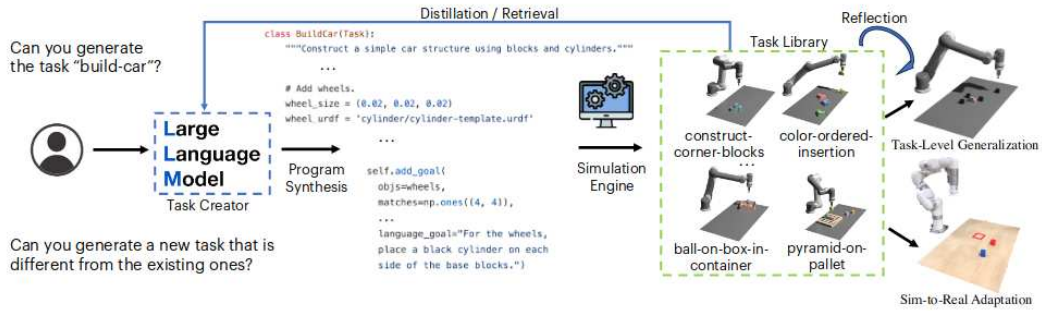 Distillation / Retrieval
Reflection
Can you generate
the task "build-car"?
Large
Language
Model
Task Creator
Can you generate a new task that is
different from the existing ones?
Program
Synthesis
class BuildCar(Task):
"""Construct a simple car structure using blocks and cylinders."""
...
# Add wheels.
wheel_size = (0.02, 0.02, 0.02)
wheel_urdf = 'cylinder/cylinder-template.urdf'
...
self.add_goal(
objs=wheels,
matches=np.ones((4, 4)),
...
language_goal="For the wheels,
place a black cylinder on each
side of the base blocks.")
Simulation
Engine
Task Library
construct-
corner-blocks
color-ordered-
insertion
...
ball-on-box-in-
container
pyramid-on-
pallet
Task-Level Generalization
Sim-to-Real Adaptation